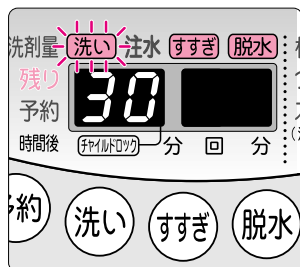 洗剤量 洗い 注水 すすぎ 脱水
残り
予約 30
時間後 チャイルドロック 分 回 分
約 洗い すすぎ 脱水